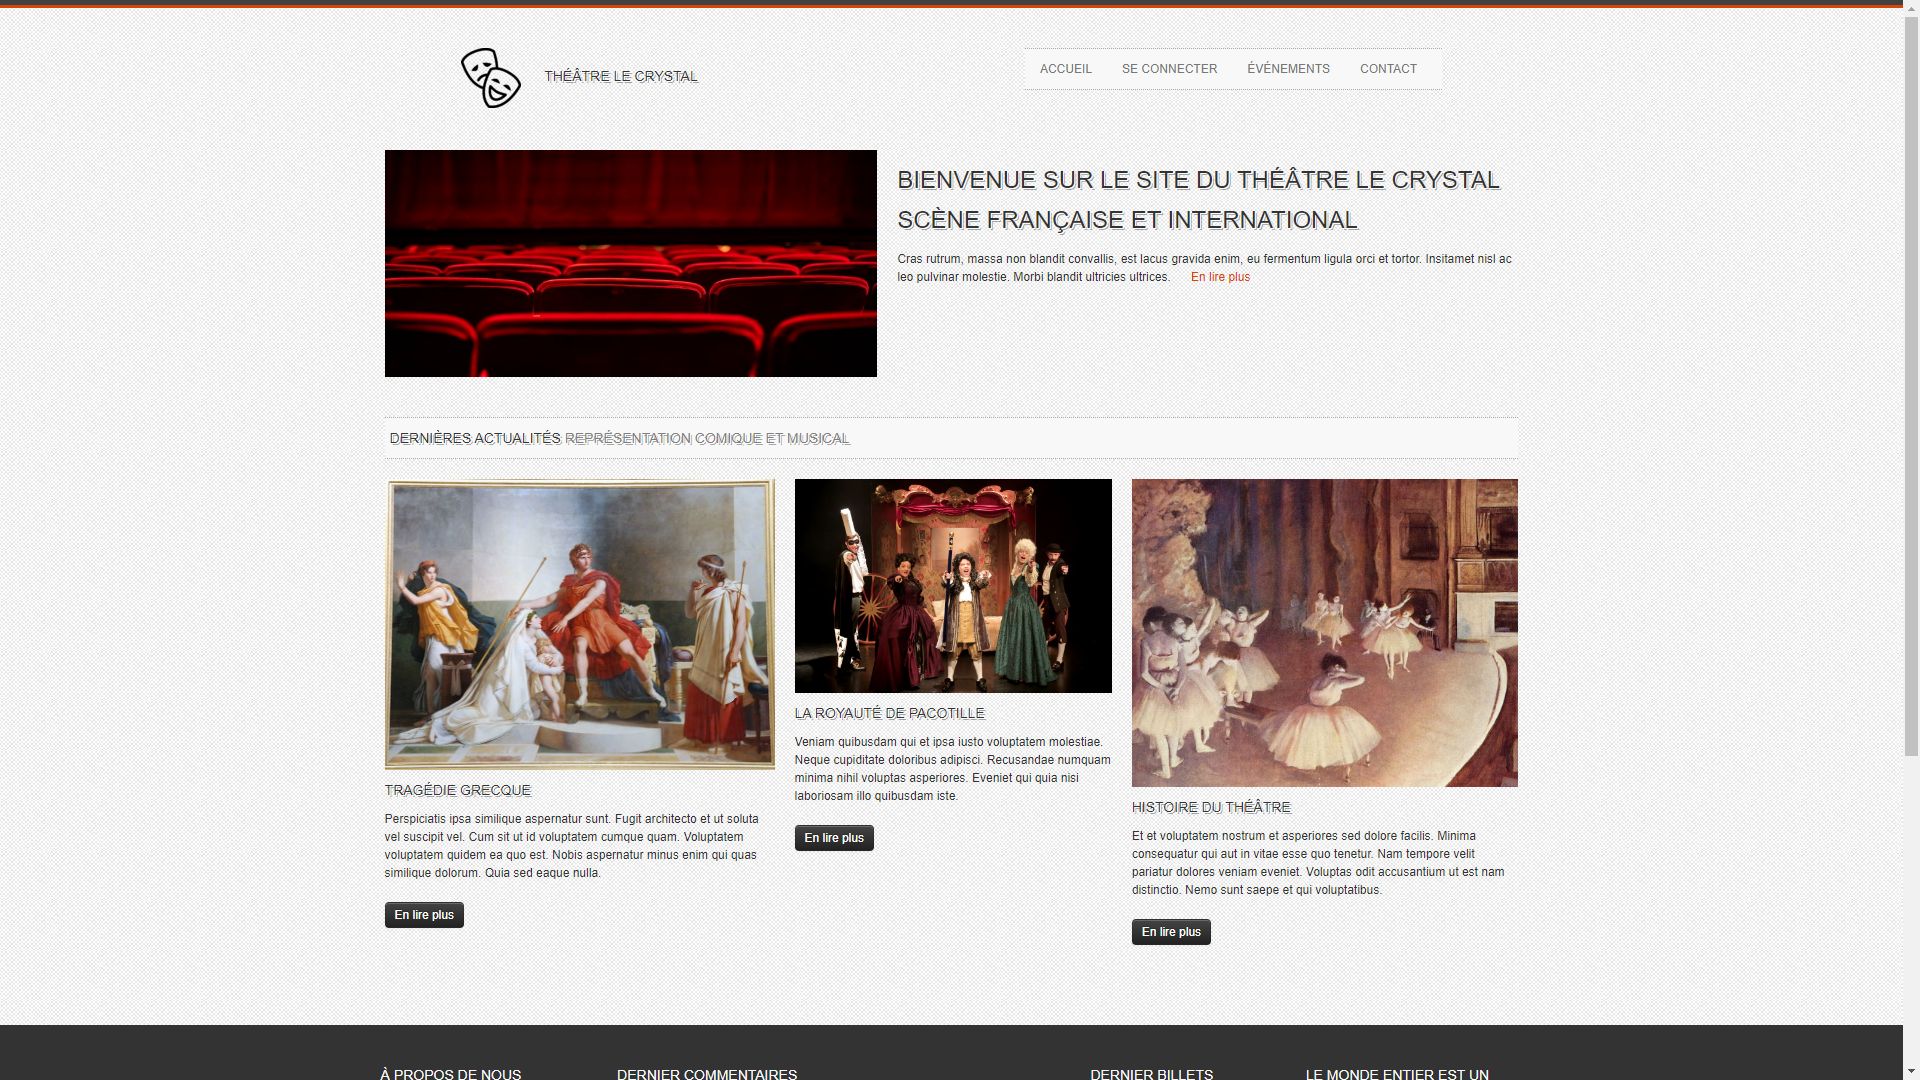 THÉÂTRE LE CRYSTAL
ACCUEIL
SE CONNECTER
ÉVÉNEMENTS
CONTACT
BIENVENUE SUR LE SITE DU THÉÂTRE LE CRYSTAL
SCÈNE FRANÇAISE ET INTERNATIONAL
Cras rutrum, massa non blandit convallis, est lacus gravida enim, eu fermentum ligula orci et tortor. Insitamet nisl ac
leo pulvinar molestie. Morbi blandit ultricies ultrices. En lire plus
DERNIÈRES ACTUALITÉS REPRÉSENTATION COMIQUE ET MUSICAL
TRAGÉDIE GRECQUE
Perspiciatis ipsa similique aspernatur sunt. Fugit architecto et ut soluta
vel suscipit vel. Cum sit ut id voluptatem cumque quam. Voluptatem
voluptatem quidem ea quo est. Nobis aspernatur minus enim qui quas
similique dolorum. Quia sed eaque nulla.
En lire plus
LA ROYAUTÉ DE PACOTILLE
Veniam quibusdam qui et ipsa iusto voluptatem molestiae.
Neque cupiditate doloribus adipisci. Recusandae numquam
minima nihil voluptas asperiores. Eveniet qui quia nisi
laboriosam illo quibusdam iste.
En lire plus
HISTOIRE DU THÉÂTRE
Et et voluptatem nostrum et asperiores sed dolore facilis. Minima
consequatur qui aut in vitae esse quo tenetur. Nam tempore velit
pariatur dolores veniam eveniet. Voluptas odit accusantium ut est nam
distinctio. Nemo sunt saepe et qui voluptatibus.
En lire plus
À PROPOS DE NOUS
DERNIER COMMENTAIRES
DERNIER BILLETS
LE MONDE ENTIER EST UN